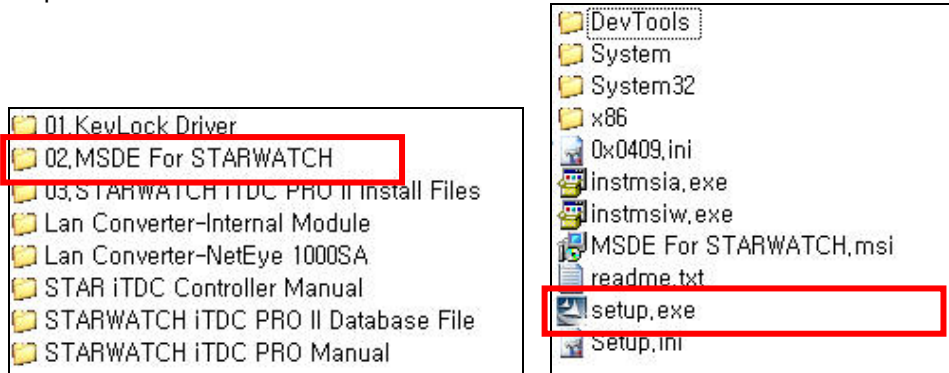 01.KeyLock Driver
02.MSDE For STARWATCH
03.STARWATCH iTDC PRO II Install Files
Lan Converter-Internal Module
Lan Converter-NetEye 1000SA
STAR iTDC Controller Manual
STARWATCH iTDC PRO II Database File
STARWATCH iTDC PRO Manual
DevTools
System
System32
x86
0x0409.ini
instmsia.exe
instmsiw.exe
MSDE For STARWATCH.msi
readme.txt
setup.exe
Setup.ini